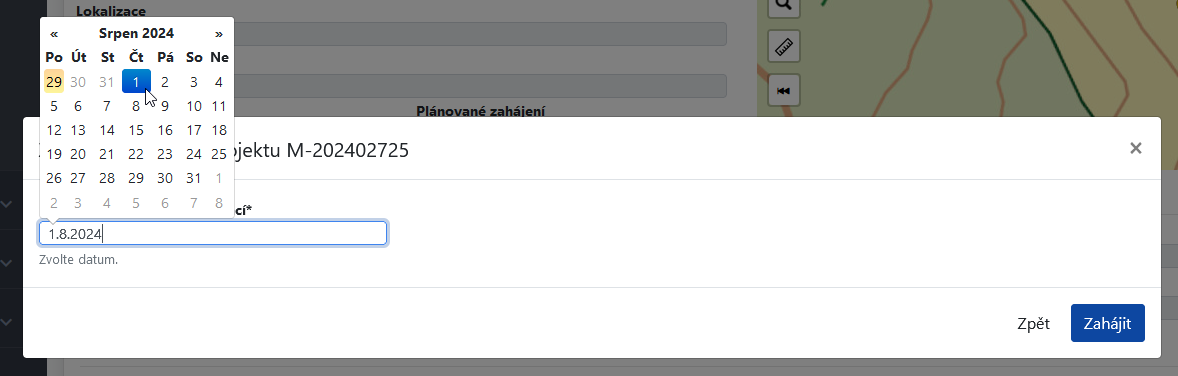 Lokalizace
« Srpen 2024 »
Po Út St Čt Pá So Ne
29 30 31 1 2 3 4
5 6 7 8 9 10 11
12 13 14 15 16 17 18
19 20 21 22 23 24 25
26 27 28 29 30 31 1
2 3 4 5 6 7 8
Plánované zahájení
jektu M-202402725
×
cí*
1.8.2024
Zvolte datum.
Zpět
Zahájit